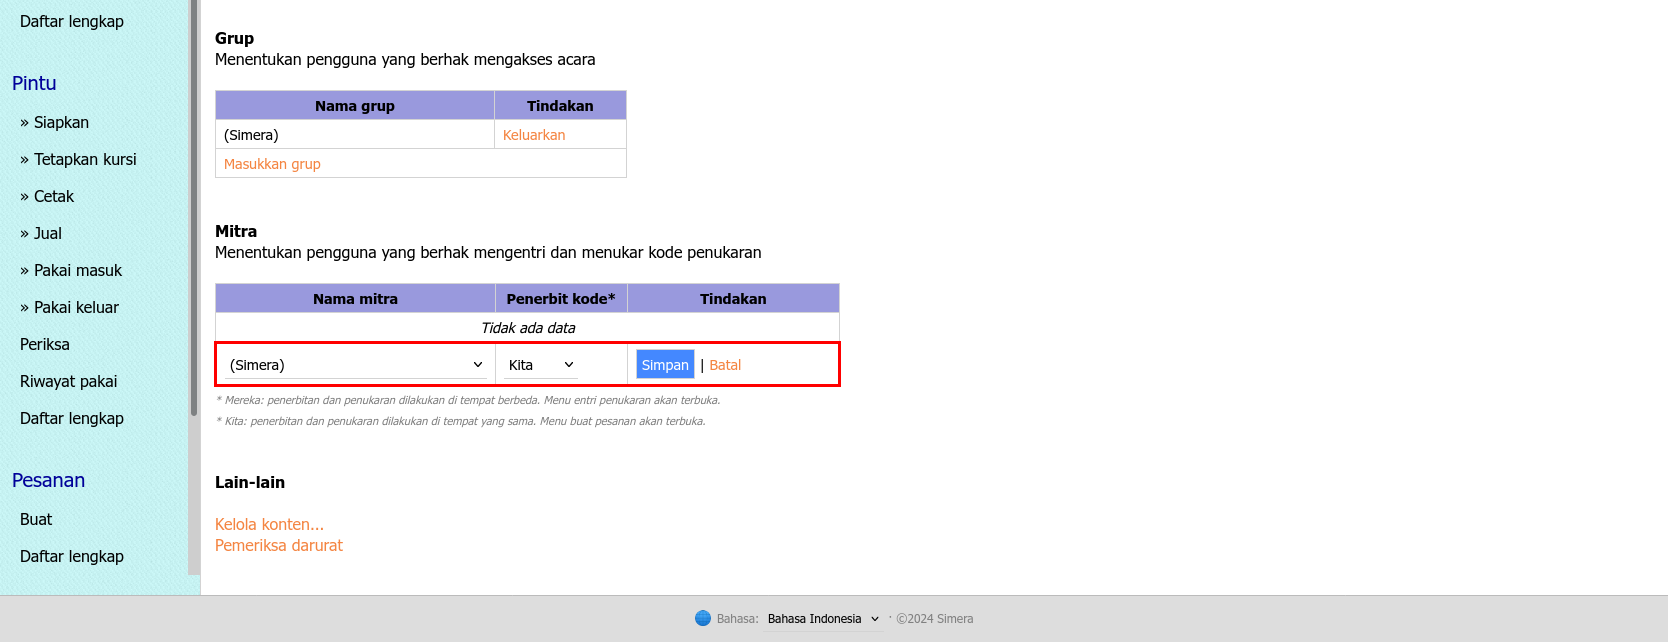 Daftar lengkap
Pintu
» Siapkan
» Tetapkan kursi
» Cetak
» Jual
» Pakai masuk
» Pakai keluar
Periksa
Riwayat pakai
Daftar lengkap
Pesanan
Buat
Daftar lengkap
Grup
Menentukan pengguna yang berhak mengakses acara
Nama grup Tindakan
(Simera) Keluarkan
Masukkan grup
Mitra
Menentukan pengguna yang berhak mengentri dan menukar kode penukaran
Nama mitra Penerbit kode* Tindakan
Tidak ada data
(Simera) Kita Simpan | Batal
* Mereka: penerbitan dan penukaran dilakukan di tempat berbeda. Menu entri penukaran akan terbuka.
* Kita: penerbitan dan penukaran dilakukan di tempat yang sama. Menu buat pesanan akan terbuka.
Lain-lain
Kelola konten...
Pemeriksa darurat
Bahasa: Bahasa Indonesia · ©2024 Simera